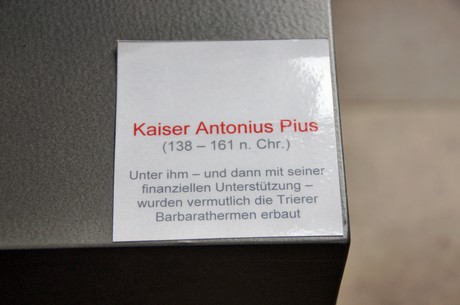 Kaiser Antonius Pius
(138 – 161 n. Chr.)
Unter ihm – und dann mit seiner
finanziellen Unterstützung –
wurden vermutlich die Trierer
Barbarathermen erbaut